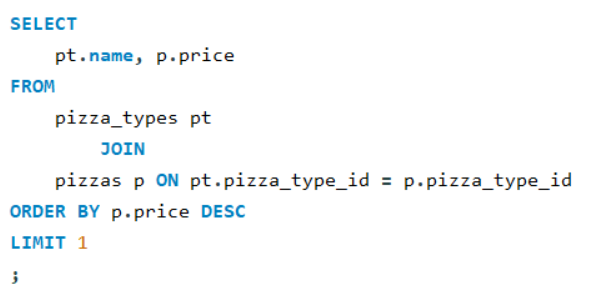 SELECT
    pt.name, p.price
FROM
    pizza_types pt
        JOIN
    pizzas p ON pt.pizza_type_id = p.pizza_type_id
ORDER BY p.price DESC
LIMIT 1
;